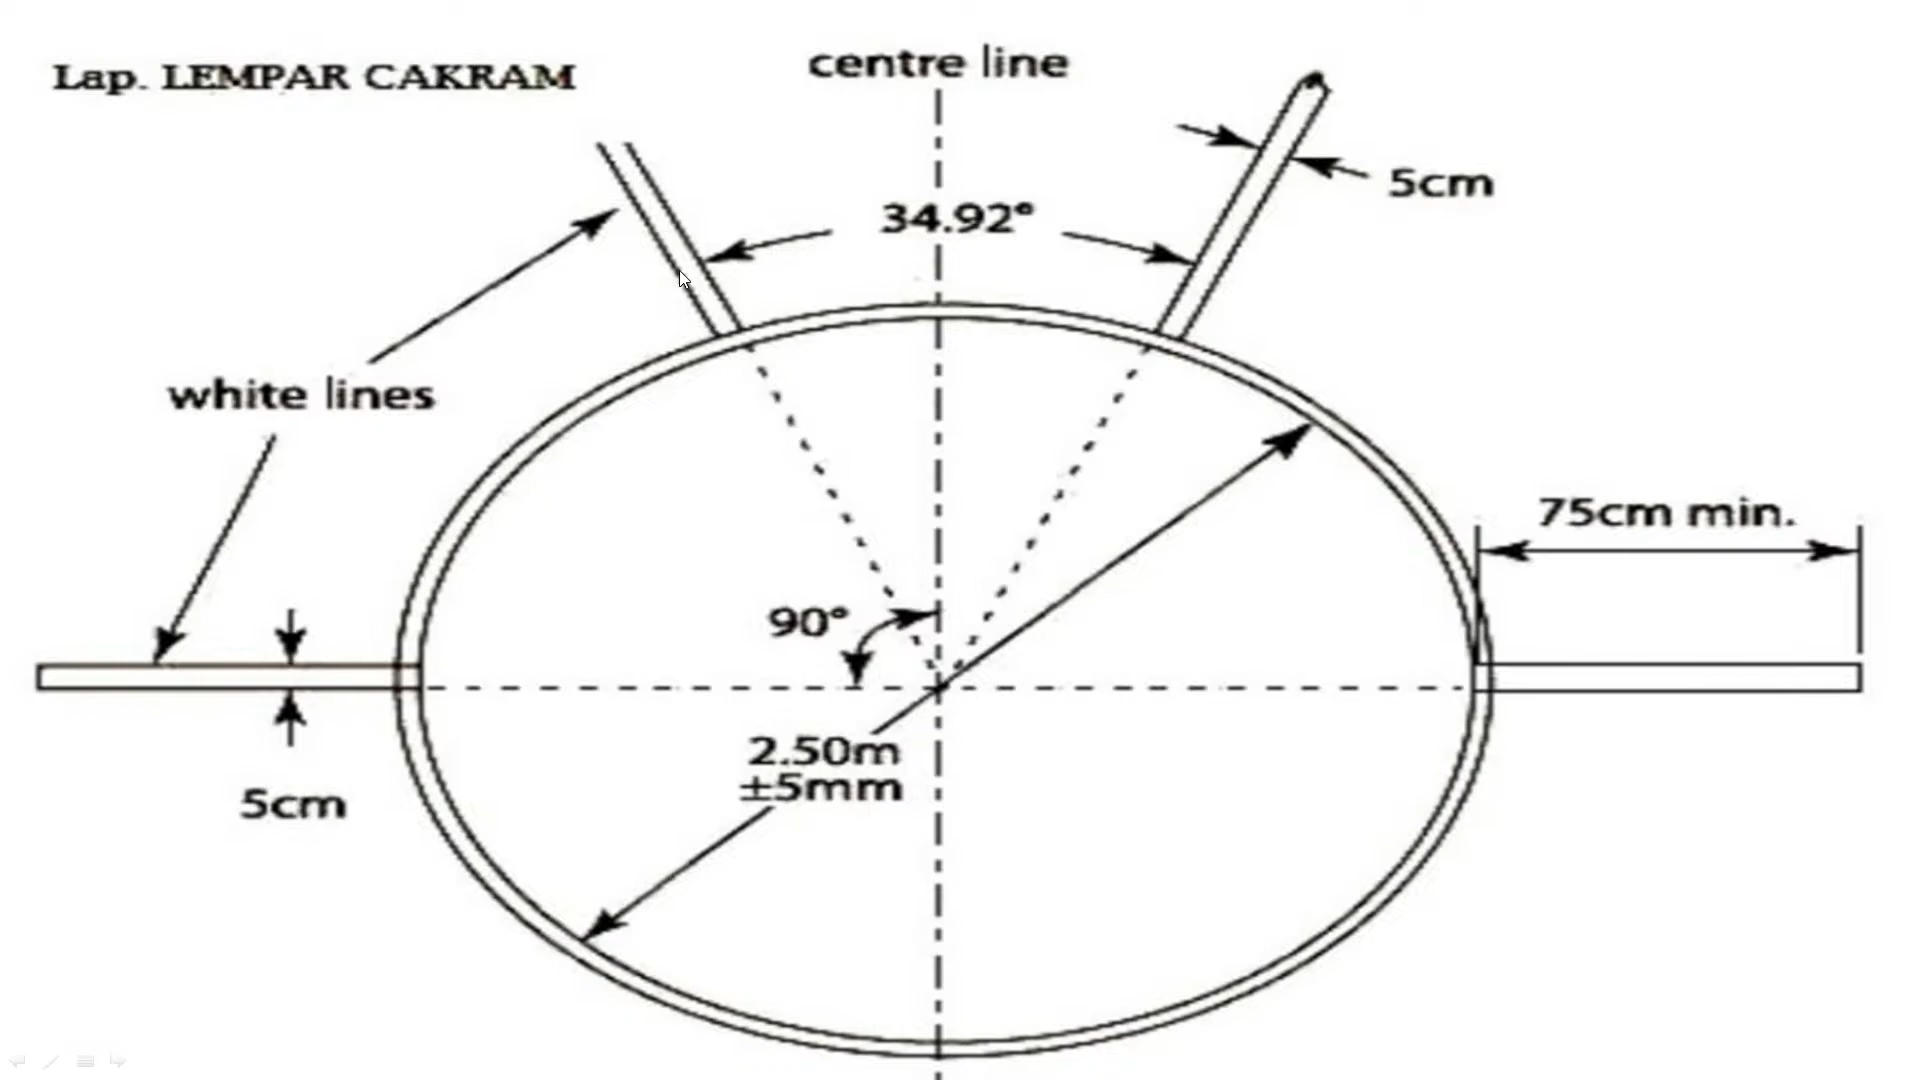 Lap. LEMPAR CAKRAM
centre line
5cm
34.92°
white lines
75cm min.
90°
2.50m
±5mm
5cm